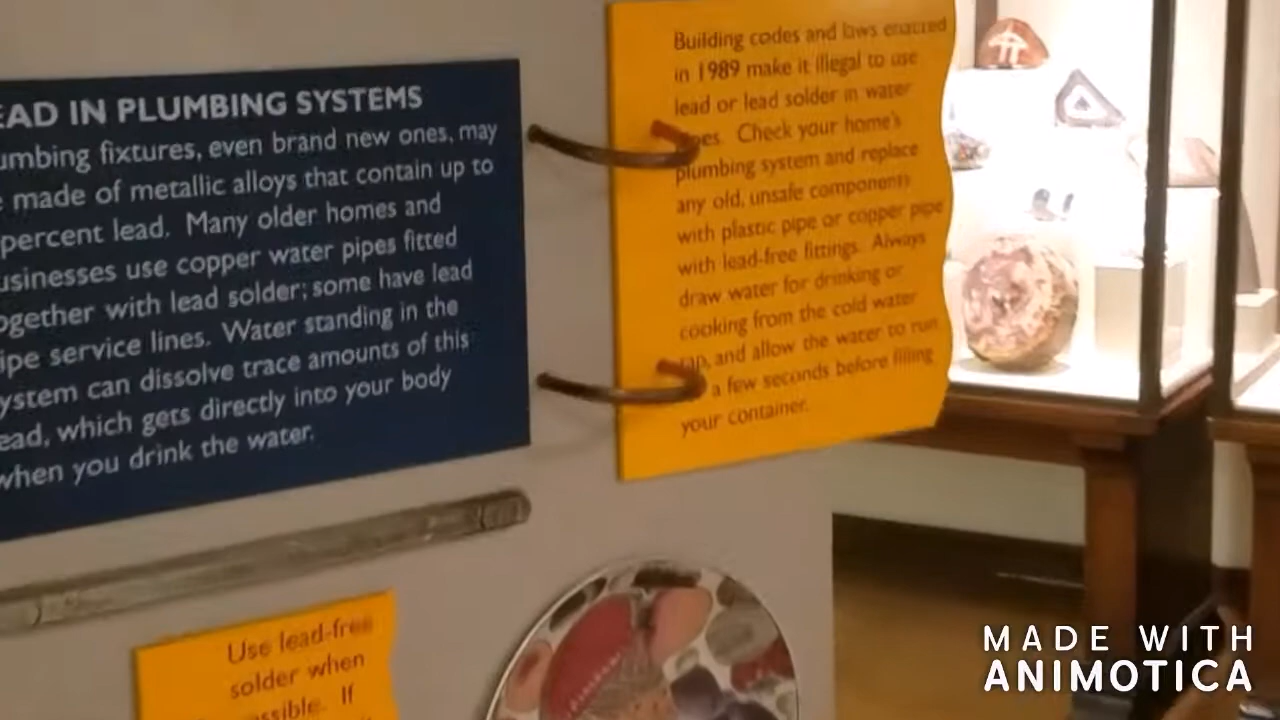 EAD IN PLUMBING SYSTEMS
umbing fixtures, even brand new ones, may
e made of metallic alloys that contain up to
percent lead. Many older homes and
usinesses use copper water pipes fitted
ogether with lead solder; some have lead
ipe service lines. Water standing in the
ystem can dissolve trace amounts of this
ead, which gets directly into your body
when you drink the water.
Building codes and laws enacted
in 1989 make it illegal to use
lead or lead solder in water
pes. Check your home's
plumbing system and replace
any old, unsafe components
with plastic pipe or copper pipe
with lead-free fittings. Always
draw water for drinking or
cooking from the cold water
tap, and allow the water to run
a few seconds before filling
your container.
Use lead-free
solder when
ossible. If
MADE WITH
ANIMOTICA